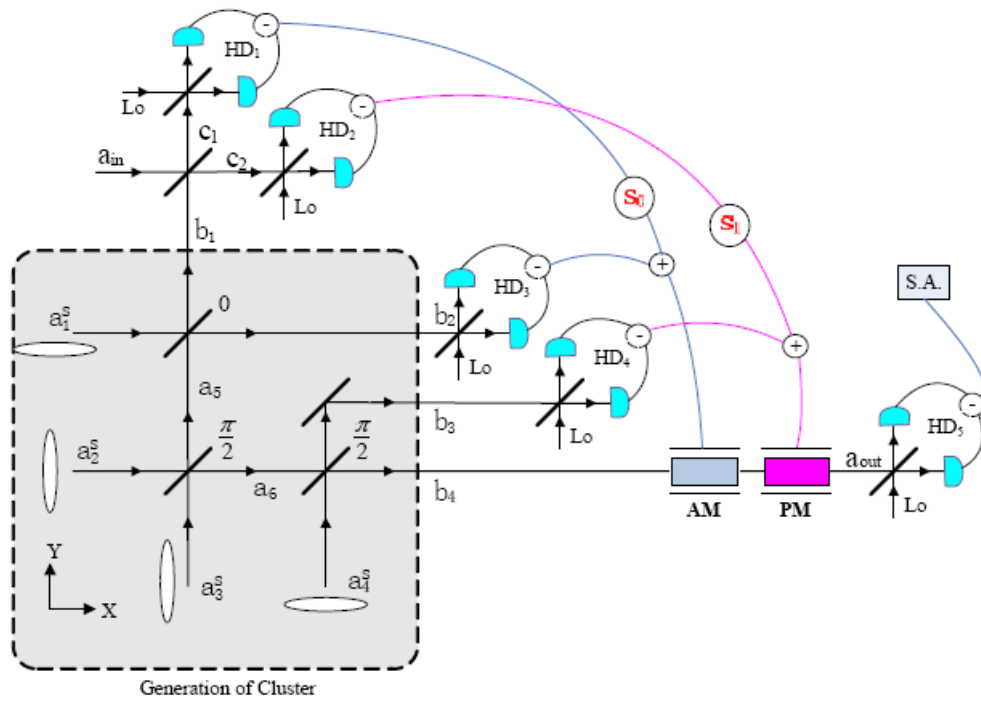 HD₁
Lo
c₁
HD₂
aᵢₙ
c₂
Lo
S₀
S₁
b₁
HD₃
S.A.
a₁ˢ
0
b₂
Lo
HD₄
a₅
b₃
Lo
HD₅
a₂ˢ
π/2
π/2
a₆
b₄
aₒᵤₜ
Lo
AM
PM
Y
X
a₃ˢ
a₄ˢ
Generation of Cluster